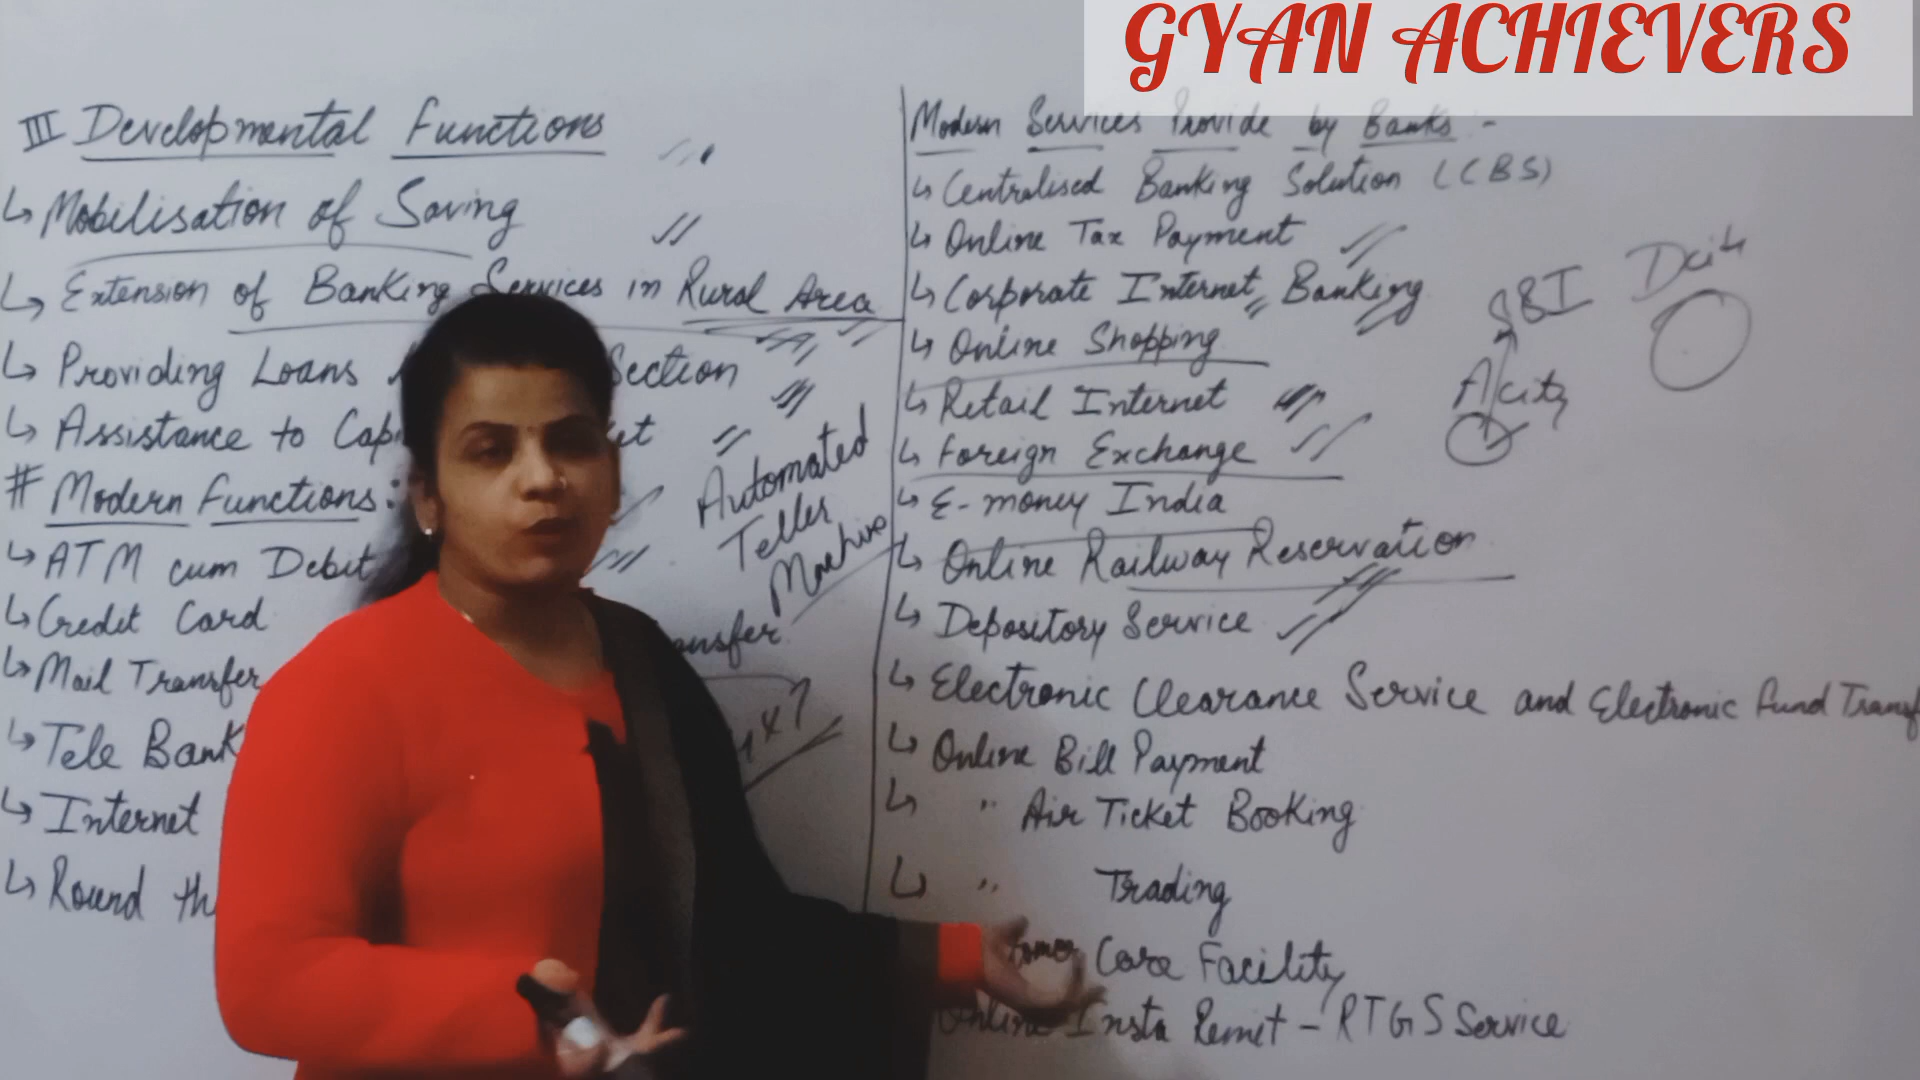 GYAN ACHIEVERS
III Developmental Functions
↳ Mobilisation of Saving
↳ Extension of Banking Services in Rural Area
↳ Providing Loans Section
↳ Assistance to
# Modern Functions:
↳ ATM cum Debit
↳ Credit Card
↳ Mail Transfer
↳ Tele Bank
↳ Internet
↳ Round
Automated
Teller
Machine
Modern Services Provide by Banks :-
↳ Centralised Banking Solution (CBS)
↳ Online Tax Payment
↳ Corporate Internet Banking
↳ Online Shopping
↳ Retail Internet
↳ Foreign Exchange
↳ E-money India
↳ Online Railway Reservation
↳ Depository Service
↳ Electronic Clearance Service and Electronic Fund Transf
↳ Online Bill Payment
↳ " Air Ticket Booking
↳ " Trading
Care Facility
Online Insta Remit - RTGS Service
SBI
A city